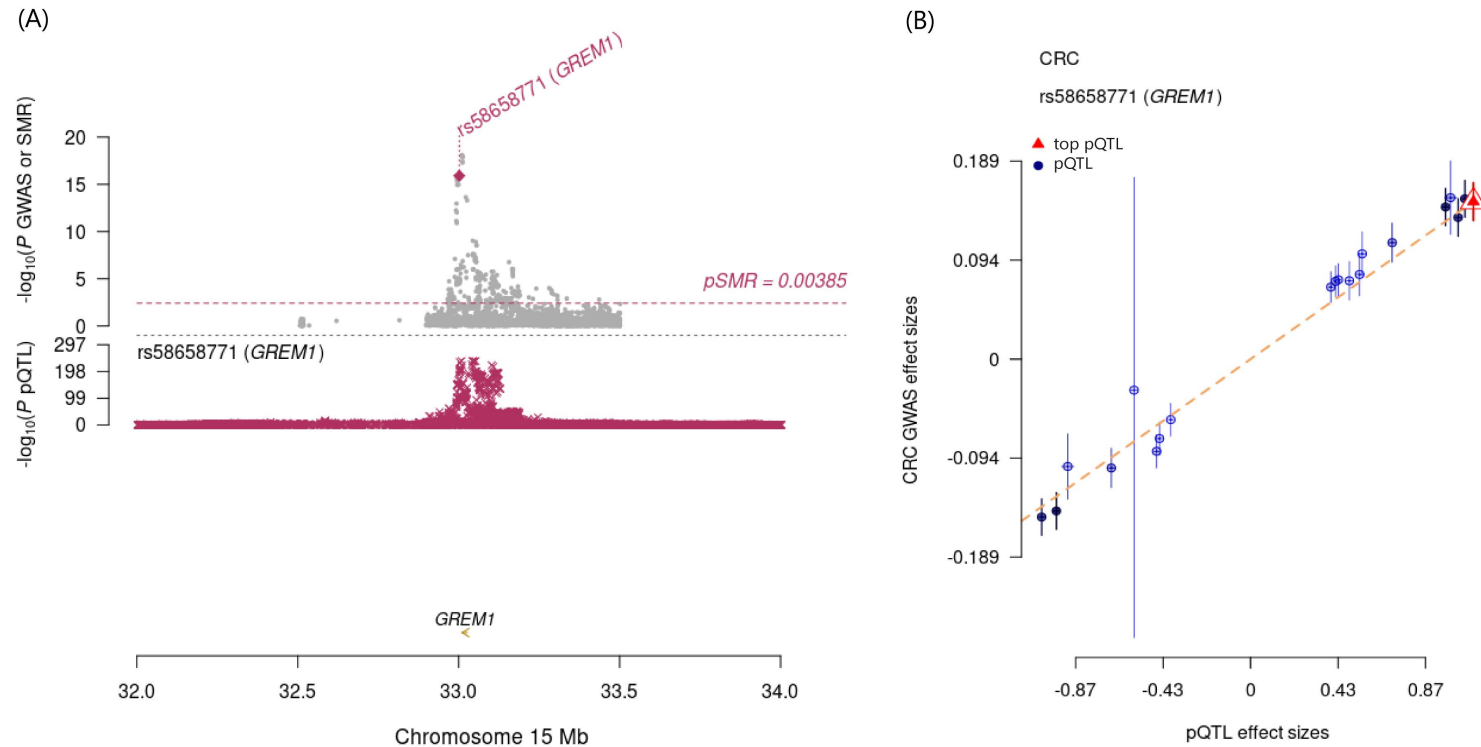 (A)
rs58658771 (GREM1)
-log10(P GWAS or SMR)
20
15
10
5
0
pSMR = 0.00385
-log10(P pQTL)
297
198
99
0
rs58658771 (GREM1)
GREM1
32.0 32.5 33.0 33.5 34.0
Chromosome 15 Mb
(B)
CRC
rs58658771 (GREM1)
top pQTL
pQTL
CRC GWAS effect sizes
0.189
0.094
0
-0.094
-0.189
-0.87 -0.43 0 0.43 0.87
pQTL effect sizes